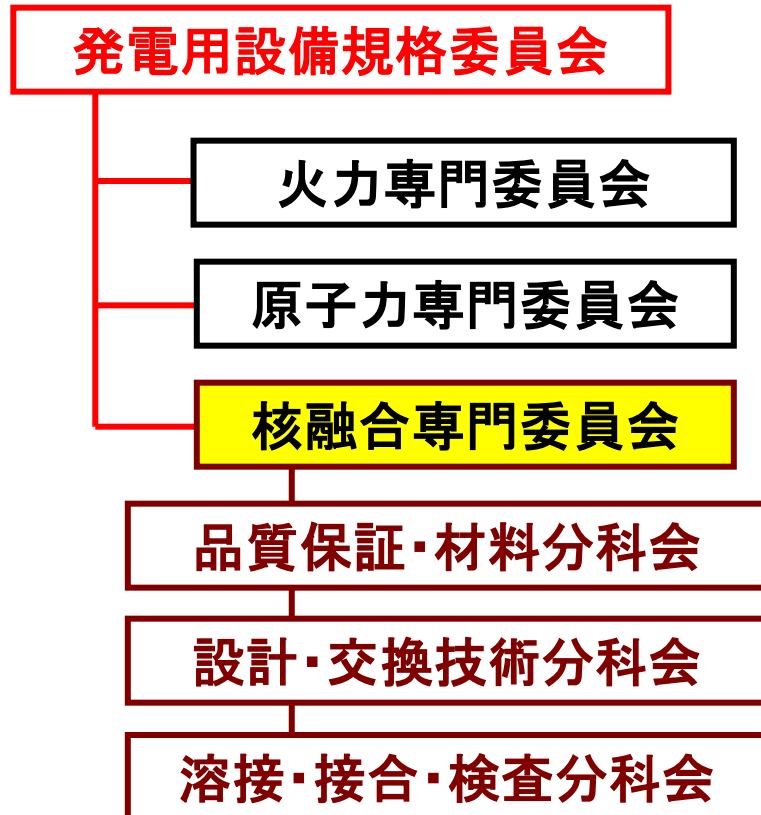 発電用設備規格委員会
火力専門委員会
原子力専門委員会
核融合専門委員会
品質保証・材料分科会
設計・交換技術分科会
溶接・接合・検査分科会